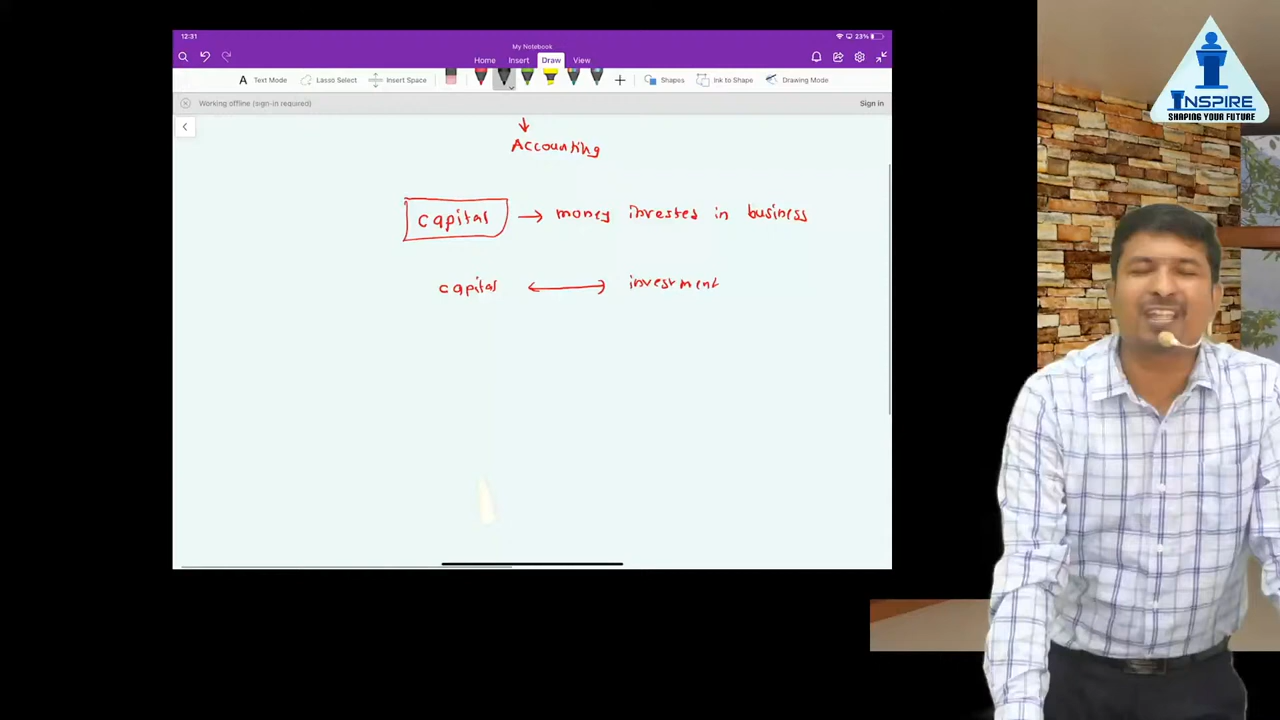 12:31
23%
My Notebook
Home Insert Draw View
Text Mode Lasso Select Insert Space Shapes Ink to Shape Drawing Mode
Working offline (sign-in required) Sign in
Accounting
capital → money invested in business
capital ↔ investment
INSPIRE
SHAPING YOUR FUTURE